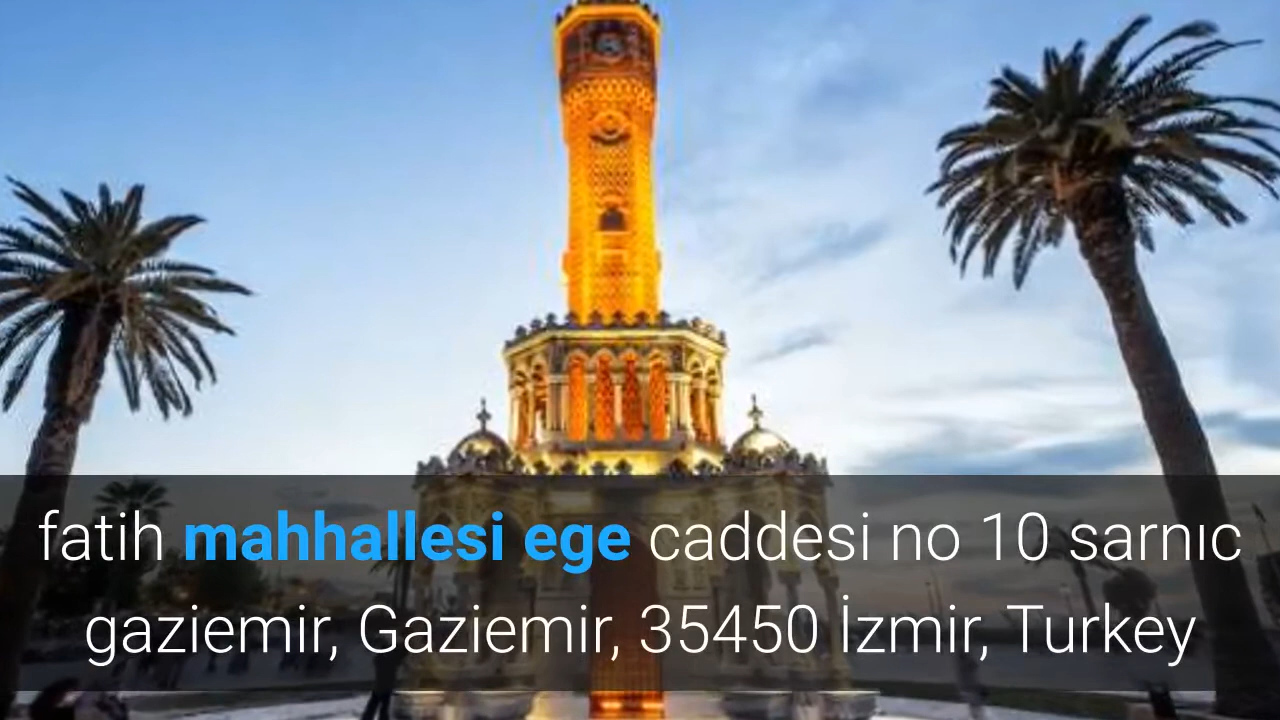 fatih mahhallesi ege caddesi no 10 sarnıc
gaziemir, Gaziemir, 35450 İzmir, Turkey